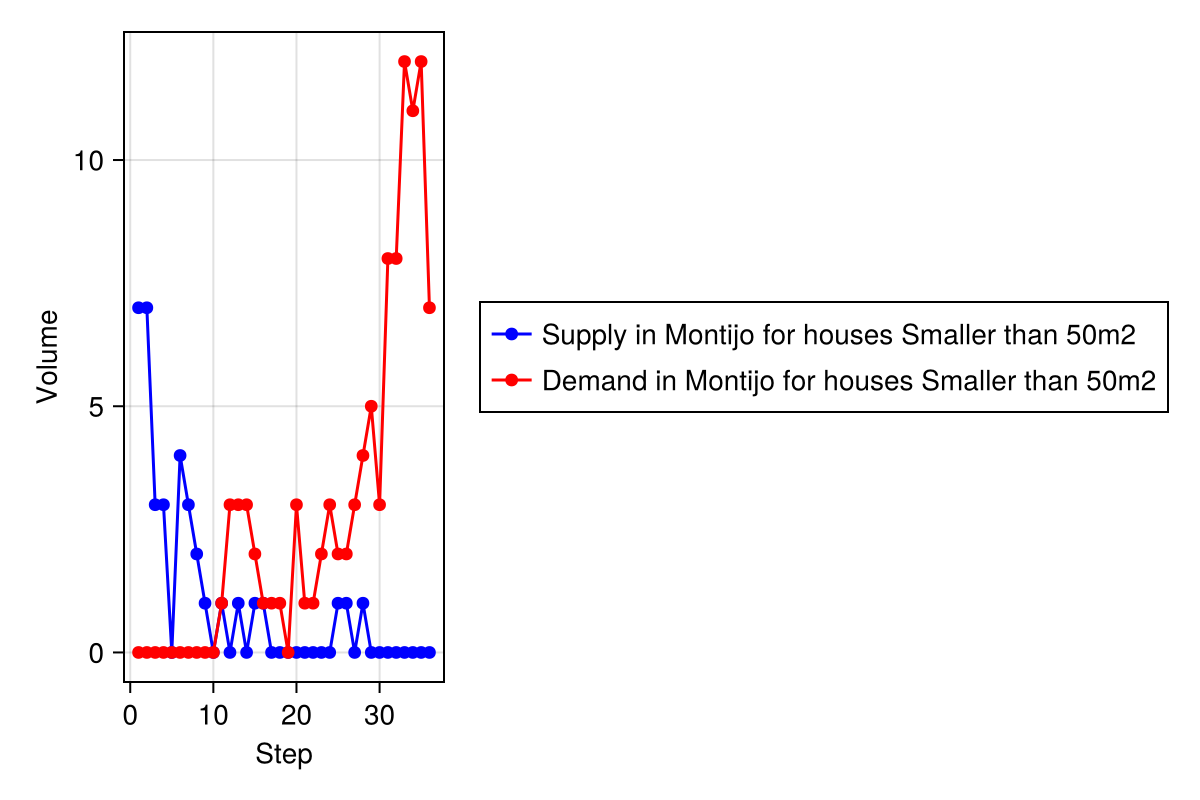 Volume
10
5
0
0 10 20 30
Step
Supply in Montijo for houses Smaller than 50m2
Demand in Montijo for houses Smaller than 50m2